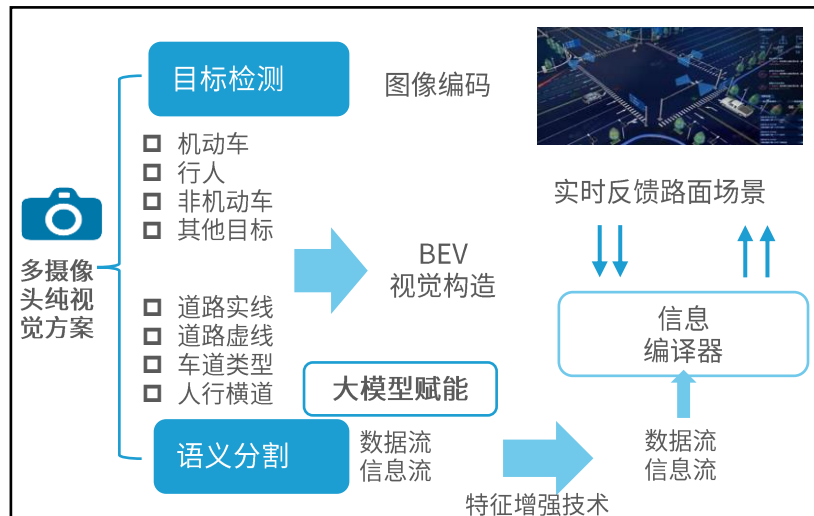 目标检测
图像编码
机动车
行人
非机动车
其他目标
实时反馈路面场景
多摄像
头纯视
觉方案
BEV
视觉构造
道路实线
道路虚线
车道类型
人行横道
信息
编译器
大模型赋能
语义分割
数据流
信息流
数据流
信息流
特征增强技术